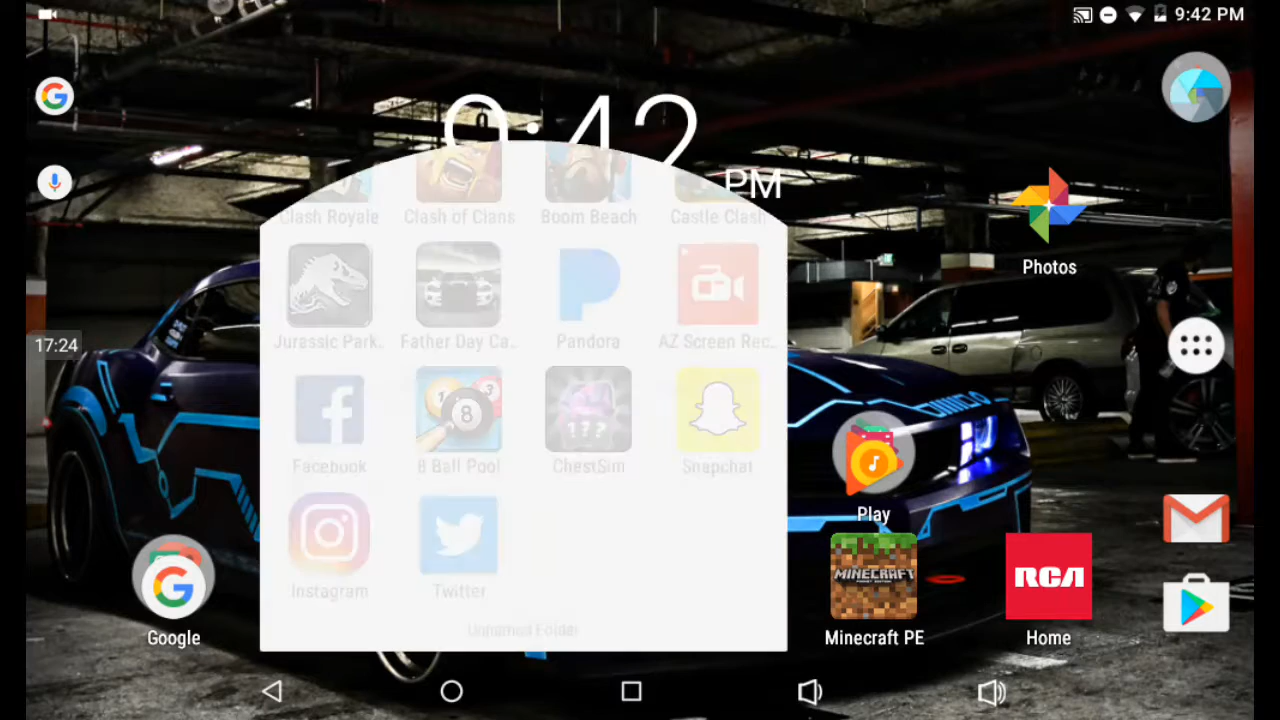 9:42 PM
9:42
PM
Clash Royale
Clash of Clans
Boom Beach
Castle Clash
Photos
Jurassic Park..
Father Day Ca..
Pandora
AZ Screen Rec..
17:24
Facebook
8 Ball Pool
ChestSim
Snapchat
Play
Instagram
Twitter
MINECRAFT
RCA
Unnamed Folder
Google
Minecraft PE
Home